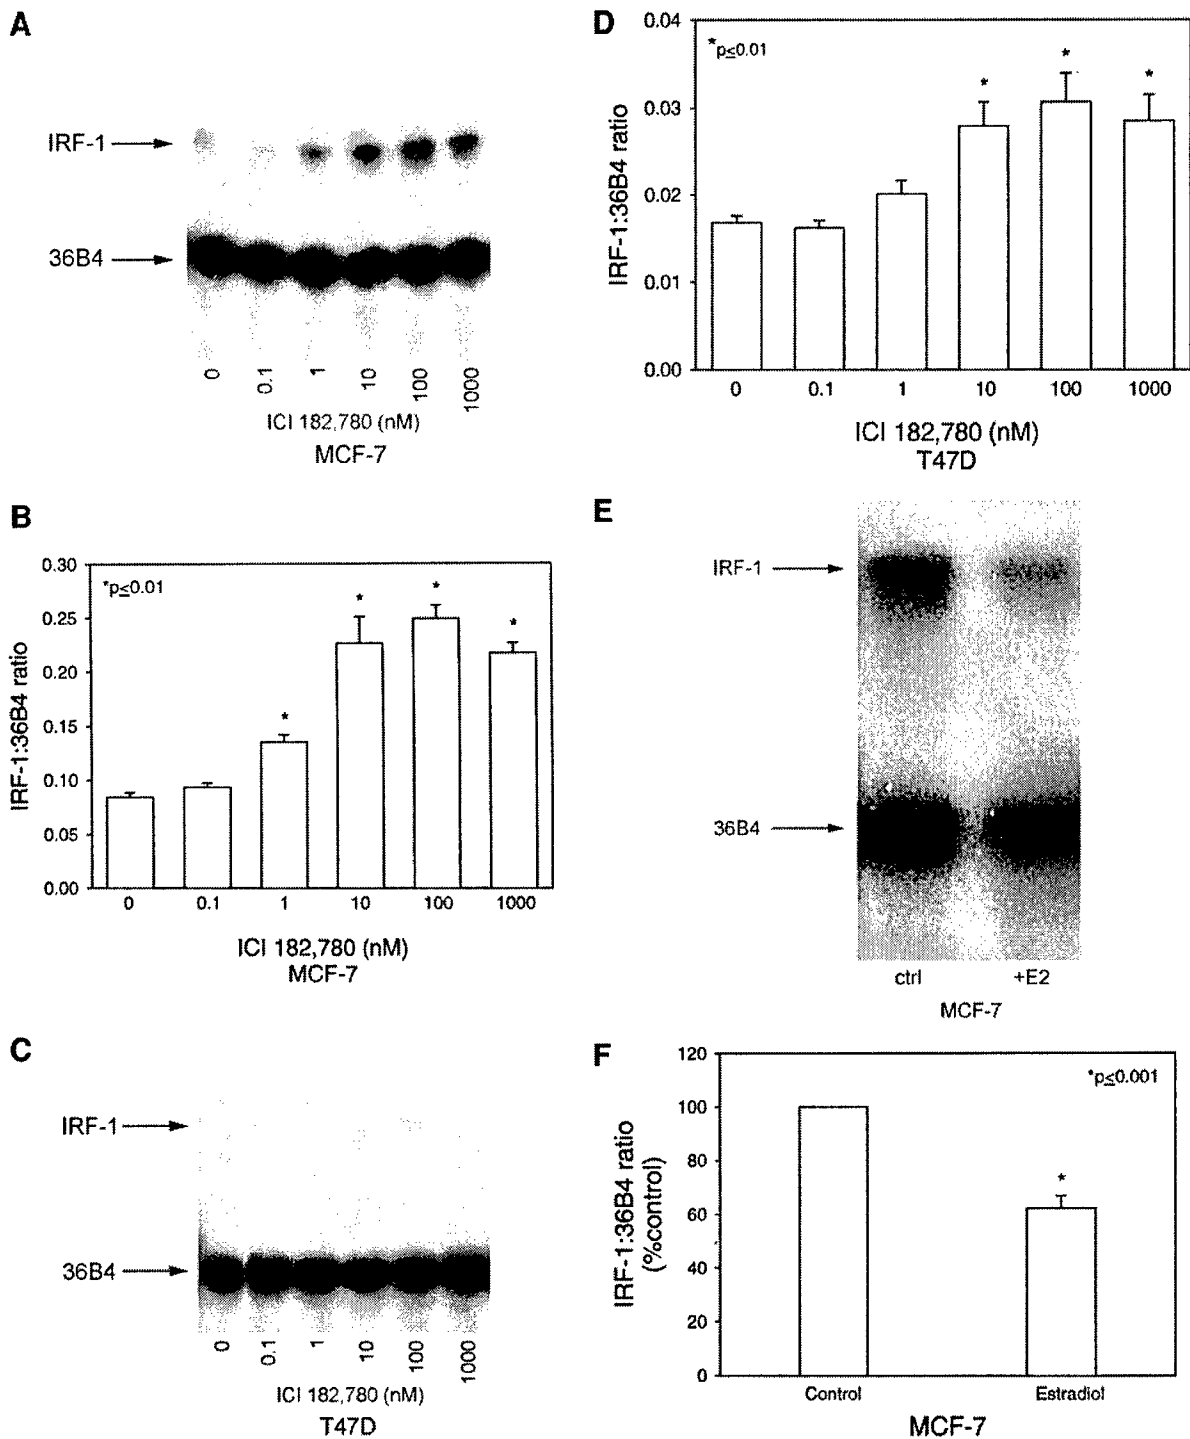 A
IRF-1
36B4
0 0.1 1 10 100 1000
ICI 182,780 (nM)
MCF-7
B
0.30
0.25
0.20
0.15
0.10
0.05
0.00
IRF-1:36B4 ratio
*p≤0.01
*
*
*
*
0 0.1 1 10 100 1000
ICI 182,780 (nM)
MCF-7
C
IRF-1
36B4
0 0.1 1 10 100 1000
ICI 182,780 (nM)
T47D
D
0.04
0.03
0.02
0.01
0.00
IRF-1:36B4 ratio
*p≤0.01
*
*
*
0 0.1 1 10 100 1000
ICI 182,780 (nM)
T47D
E
IRF-1
36B4
ctrl +E2
MCF-7
F
120
100
80
60
40
20
0
IRF-1:36B4 ratio
(%control)
*p≤0.001
*
Control Estradiol
MCF-7